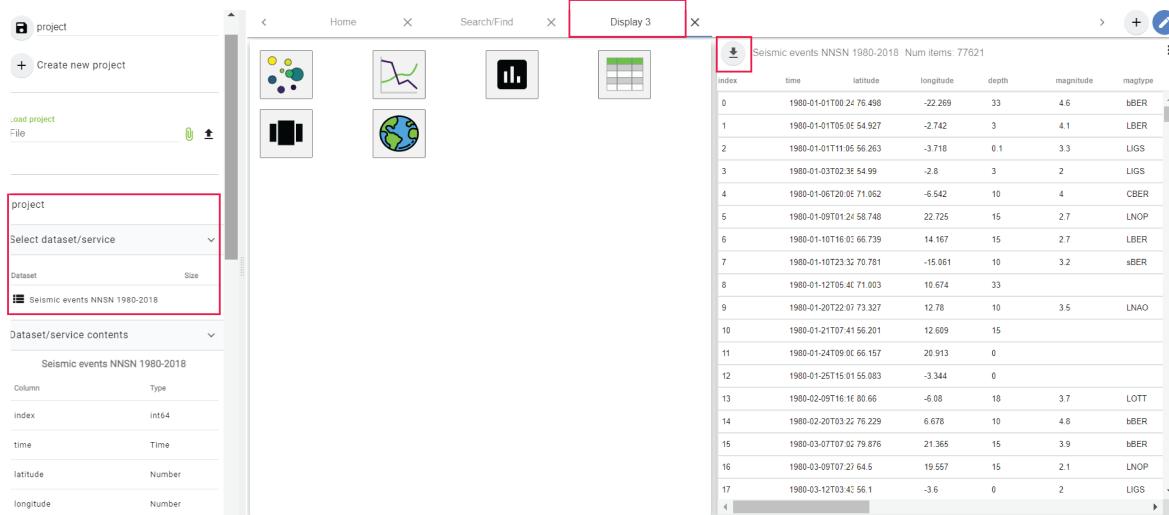 project
Create new project
Load project
File
project
Select dataset/service
Dataset Size
Seismic events NNSN 1980-2018
Dataset/service contents
Seismic events NNSN 1980-2018
Column Type
index int64
time Time
latitude Number
longitude Number
Home Search/Find Display 3
Seismic events NNSN 1980-2018 Num items: 77621
index time latitude longitude depth magnitude magtype
0 1980-01-01T00:24 76.498 -22.269 33 4.6 bBER
1 1980-01-01T05:05 54.927 -2.742 3 4.1 LBER
2 1980-01-01T11:05 56.263 -3.718 0.1 3.3 LIGS
3 1980-01-03T02:35 54.99 -2.8 3 2 LIGS
4 1980-01-06T20:05 71.062 -6.542 10 4 CBER
5 1980-01-09T01:24 58.748 22.725 15 2.7 LNOP
6 1980-01-10T16:03 66.739 14.167 15 2.7 LBER
7 1980-01-10T23:32 70.781 -15.061 10 3.2 sBER
8 1980-01-12T05:40 71.003 10.674 33
9 1980-01-20T22:07 73.327 12.78 10 3.5 LNAO
10 1980-01-21T07:41 56.201 12.609 15
11 1980-01-24T09:00 66.157 20.913 0
12 1980-01-25T15:01 55.083 -3.344 0
13 1980-02-09T16:16 80.66 -6.08 18 3.7 LOTT
14 1980-02-20T03:22 76.229 6.678 10 4.8 bBER
15 1980-03-07T07:02 79.876 21.365 15 3.9 bBER
16 1980-03-09T07:27 64.5 19.557 15 2.1 LNOP
17 1980-03-12T03:43 56.1 -3.6 0 2 LIGS